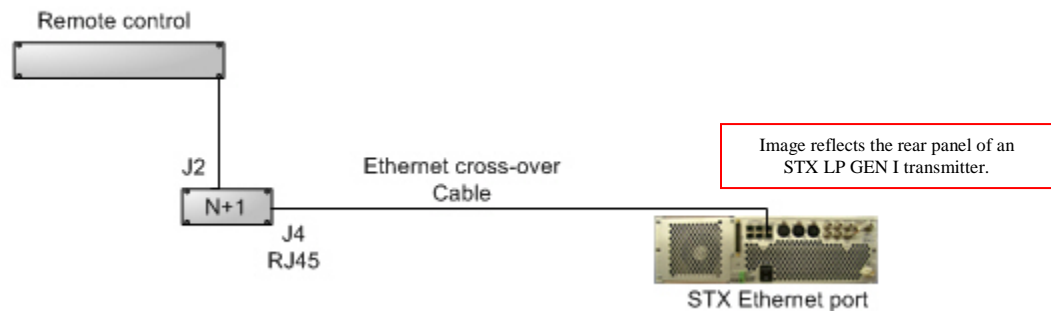 Remote control
Image reflects the rear panel of an
STX LP GEN I transmitter.
J2
Ethernet cross-over
Cable
N+1
J4
RJ45
STX Ethernet port